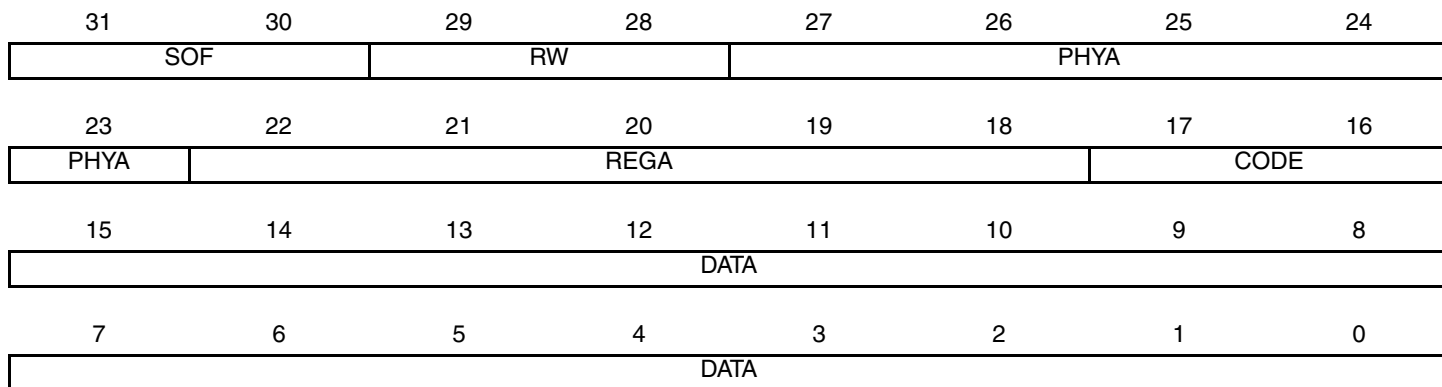 31 30 29 28 27 26 25 24
SOF RW PHYA
23 22 21 20 19 18 17 16
PHYA REGA CODE
15 14 13 12 11 10 9 8
DATA
7 6 5 4 3 2 1 0
DATA